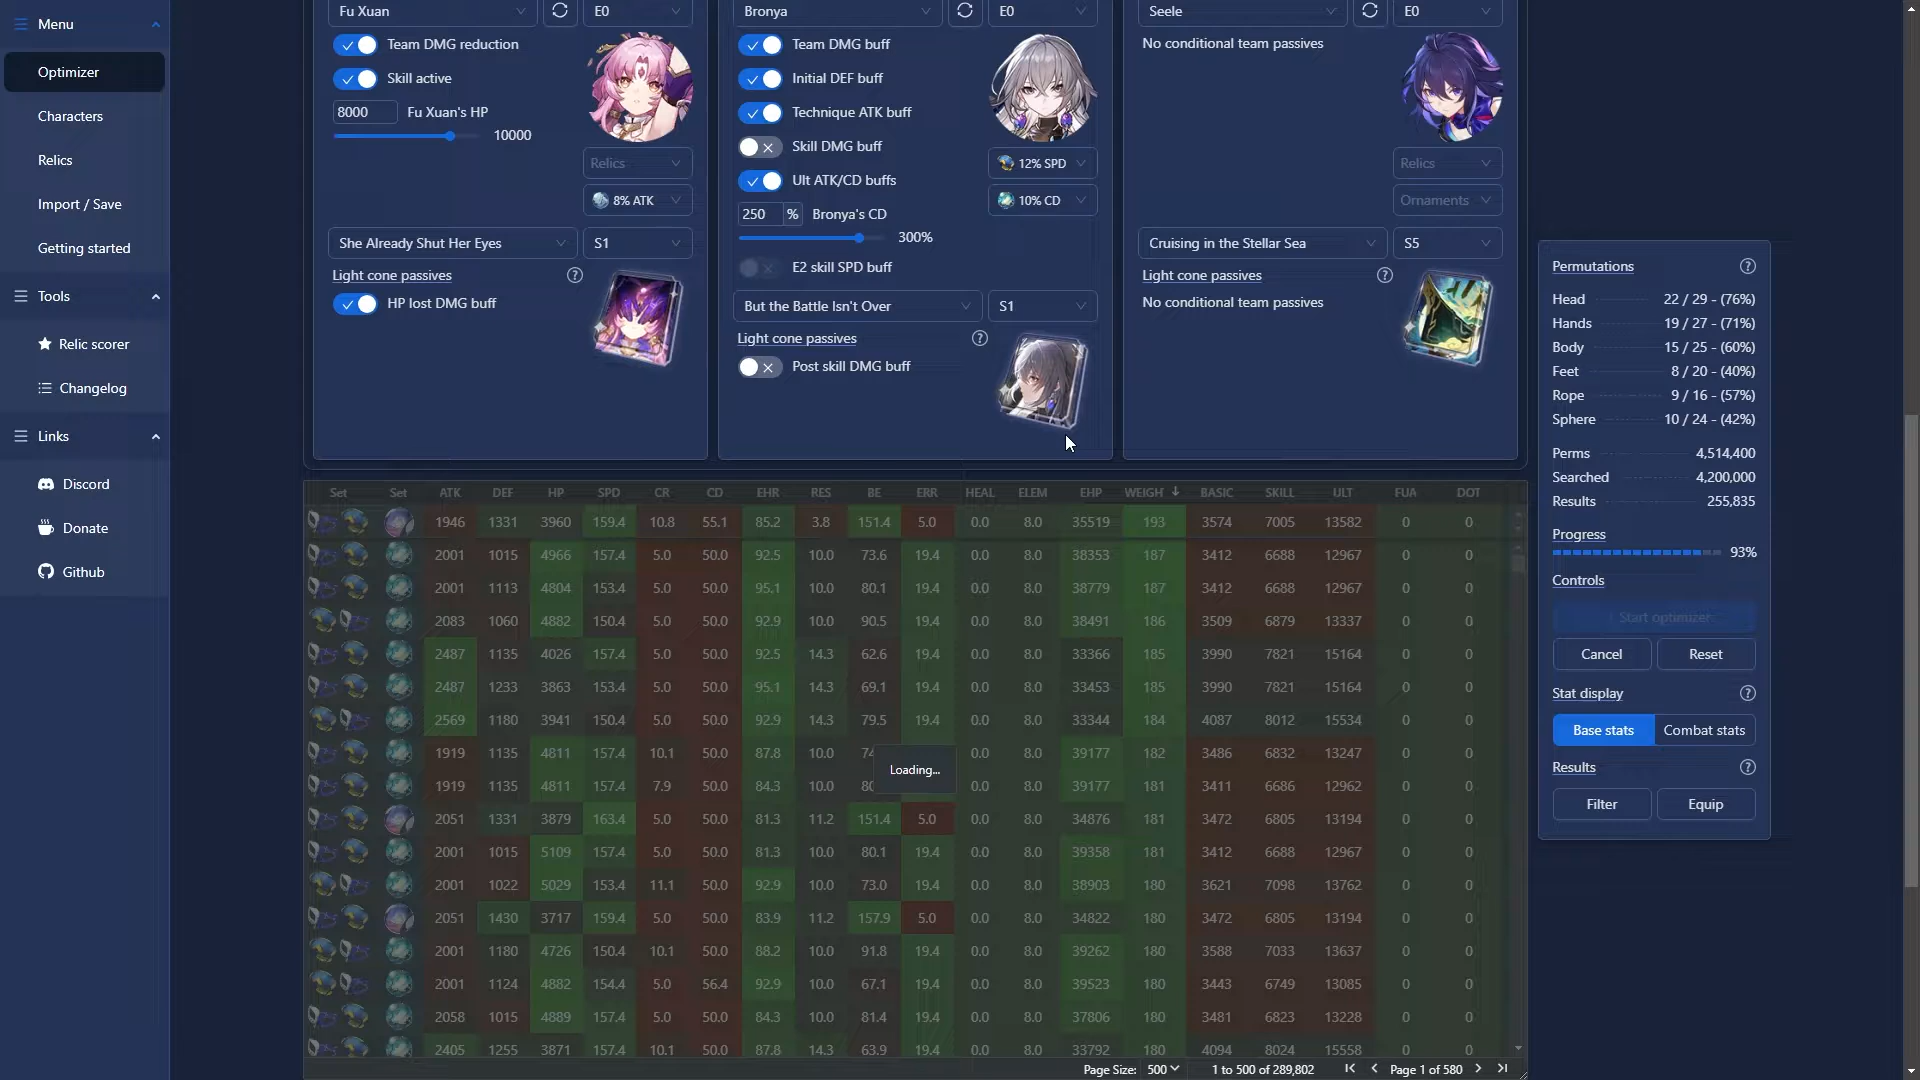 Menu
Optimizer
Characters
Relics
Import / Save
Getting started
Tools
Relic scorer
Changelog
Links
Discord
Donate
Github
Fu Xuan E0
Team DMG reduction
Skill active
8000 Fu Xuan's HP
10000
Relics
8% ATK
She Already Shut Her Eyes S1
Light cone passives
HP lost DMG buff
Bronya E0
Team DMG buff
Initial DEF buff
Technique ATK buff
Skill DMG buff
12% SPD
Ult ATK/CD buffs
10% CD
250 % Bronya's CD
300%
E2 skill SPD buff
But the Battle Isn't Over S1
Light cone passives
Post skill DMG buff
Seele E0
No conditional team passives
Relics
Ornaments
Cruising in the Stellar Sea S5
Light cone passives
No conditional team passives
Set Set ATK DEF HP SPD CR CD EHR RES BE ERR HEAL ELEM EHP WEIGH BASIC SKILL ULT FUA DOT
1946 1331 3960 159.4 10.8 55.1 85.2 3.8 151.4 5.0 0.0 8.0 35519 193 3574 7005 13582 0 0
2001 1015 4966 157.4 5.0 50.0 92.5 10.0 73.6 19.4 0.0 8.0 38353 187 3412 6688 12967 0 0
2001 1113 4804 153.4 5.0 50.0 95.1 10.0 80.1 19.4 0.0 8.0 38779 187 3412 6688 12967 0 0
2083 1060 4882 150.4 5.0 50.0 92.9 10.0 90.5 19.4 0.0 8.0 38491 186 3509 6879 13337 0 0
2487 1135 4026 157.4 5.0 50.0 92.5 14.3 62.6 19.4 0.0 8.0 33366 185 3990 7821 15164 0 0
2487 1233 3863 153.4 5.0 50.0 95.1 14.3 69.1 19.4 0.0 8.0 33453 185 3990 7821 15164 0 0
2569 1180 3941 150.4 5.0 50.0 92.9 14.3 79.5 19.4 0.0 8.0 33344 184 4087 8012 15534 0 0
1919 1135 4811 157.4 10.1 50.0 87.8 10.0 19.4 0.0 8.0 39177 182 3486 6832 13247 0 0
Loading...
1919 1135 4811 157.4 7.9 50.0 84.3 10.0 19.4 0.0 8.0 39177 181 3411 6686 12962 0 0
2051 1331 3879 163.4 5.0 50.0 81.3 11.2 151.4 5.0 0.0 8.0 34876 181 3472 6805 13194 0 0
2001 1015 5109 157.4 5.0 50.0 81.3 10.0 80.1 19.4 0.0 8.0 39358 181 3412 6688 12967 0 0
2001 1022 5029 153.4 11.1 50.0 92.9 10.0 73.0 19.4 0.0 8.0 38903 180 3621 7098 13762 0 0
2051 1430 3717 159.4 5.0 50.0 83.9 11.2 157.9 5.0 0.0 8.0 34822 180 3472 6805 13194 0 0
2001 1180 4726 150.4 10.1 50.0 88.2 10.0 91.8 19.4 0.0 8.0 39262 180 3588 7033 13637 0 0
2001 1124 4882 154.4 5.0 56.4 92.9 10.0 67.1 19.4 0.0 8.0 39523 180 3443 6749 13085 0 0
2058 1015 4889 157.4 5.0 50.0 84.3 10.0 81.4 19.4 0.0 8.0 37806 180 3481 6823 13228 0 0
2405 1255 3871 157.4 10.1 50.0 87.8 14.3 63.9 19.4 0.0 8.0 33792 180 4094 8024 15558 0 0
Page Size: 500 1 to 500 of 289,802 Page 1 of 580
Permutations
Head 22 / 29 - (76%)
Hands 19 / 27 - (71%)
Body 15 / 25 - (60%)
Feet 8 / 20 - (40%)
Rope 9 / 16 - (57%)
Sphere 10 / 24 - (42%)
Perms 4,514,400
Searched 4,200,000
Results 255,835
Progress
93%
Controls
Start optimizer
Cancel Reset
Stat display
Base stats Combat stats
Results
Filter Equip